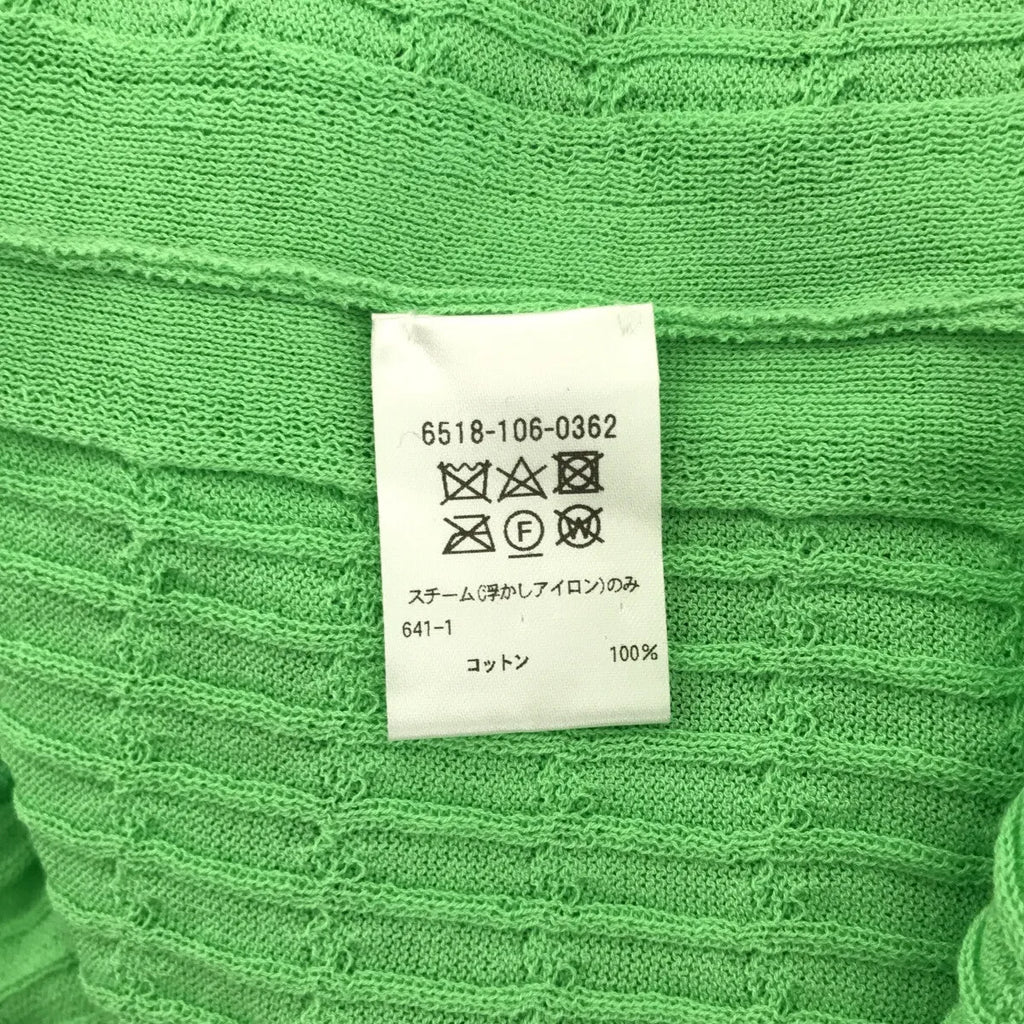 6518-106-0362
F W
スチーム(浮かしアイロン)のみ
641-1
コットン 100%